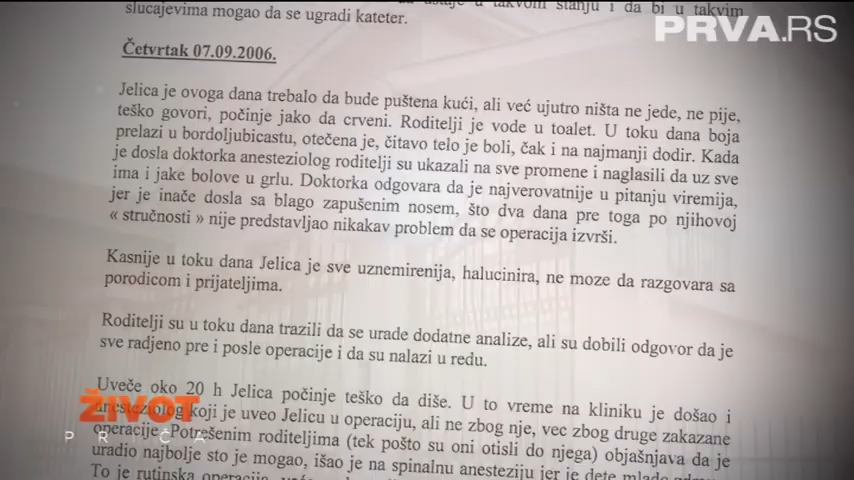 slučajevima mogao da se ugradi kateter.
PRVA.RS
Četvrtak 07.09.2006.
Jelica je ovoga dana trebalo da bude puštena kući, ali već ujutro ništa ne jede, ne pije,
teško govori, počinje jako da crveni. Roditelji je vode u toalet. U toku dana boja
prelazi u bordoljubicastu, otečena je, čitavo telo je boli, čak i na najmanji dodir. Kada
je dosla doktorka anesteziolog roditelji su ukazali na sve promene i naglasili da uz sve
ima i jake bolove u grlu. Doktorka odgovara da je najverovatnije u pitanju viremija,
jer je inače dosla sa blago zapušenim nosem, što dva dana pre toga po njihovoj
« stručnosti » nije predstavljao nikakav problem da se operacija izvrši.
Kasnije u toku dana Jelica je sve uznemirenija, halucinira, ne moze da razgovara sa
porodicom i prijateljima.
Roditelji su u toku dana trazili da se urade dodatne analize, ali su dobili odgovor da je
sve radjeno pre i posle operacije i da su nalazi u redu.
Uveče oko 20 h Jelica počinje teško da diše. U to vreme na kliniku je došao i
anesteziolog koji je uveo Jelicu u operaciju, ali ne zbog nje, vec zbog druge zakazane
operacije. Potrešenim roditeljima (tek pošto su oni otisli do njega) objašnjava da je
uradio najbolje sto je mogao, išao je na spinalnu anesteziju jer je dete mlado
To je rutinska
ŽIVOT
PRIČA